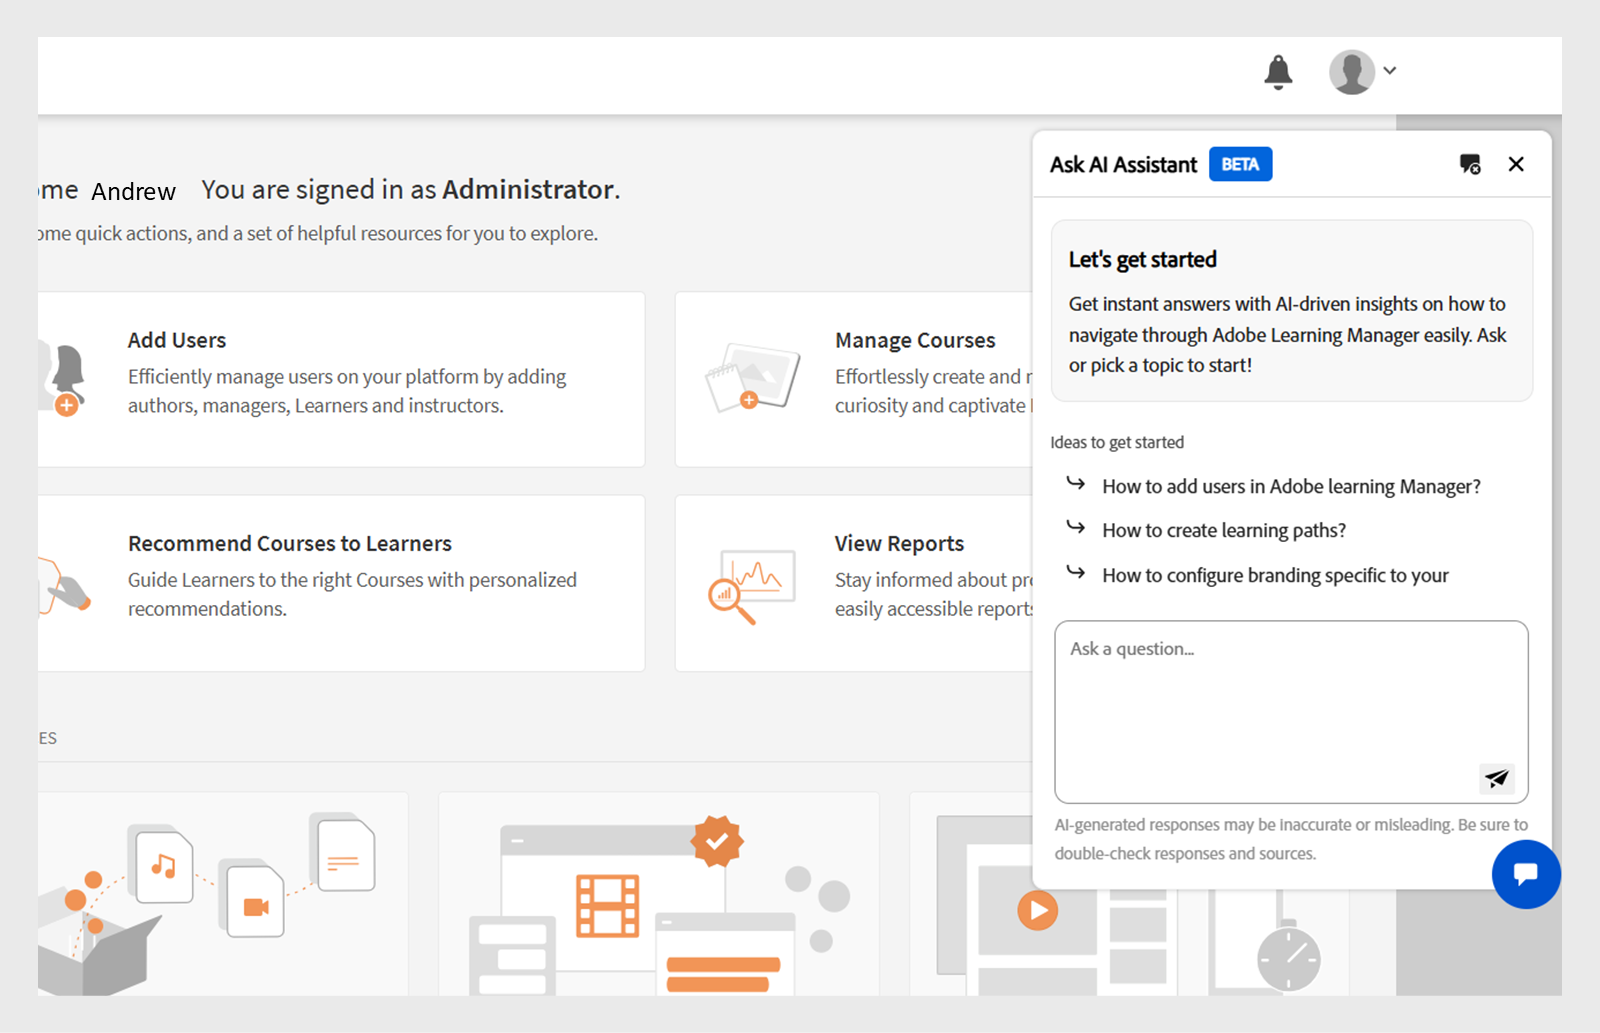 ome Andrew You are signed in as Administrator.
ome quick actions, and a set of helpful resources for you to explore.
Add Users
Efficiently manage users on your platform by adding
authors, managers, Learners and instructors.
Manage Courses
Effortlessly create and
curiosity and captivate
Recommend Courses to Learners
Guide Learners to the right Courses with personalized
recommendations.
View Reports
Stay informed about pro
easily accessible reports
ES
Ask AI Assistant BETA
Let's get started
Get instant answers with AI-driven insights on how to
navigate through Adobe Learning Manager easily. Ask
or pick a topic to start!
Ideas to get started
How to add users in Adobe learning Manager?
How to create learning paths?
How to configure branding specific to your
Ask a question...
AI-generated responses may be inaccurate or misleading. Be sure to
double-check responses and sources.